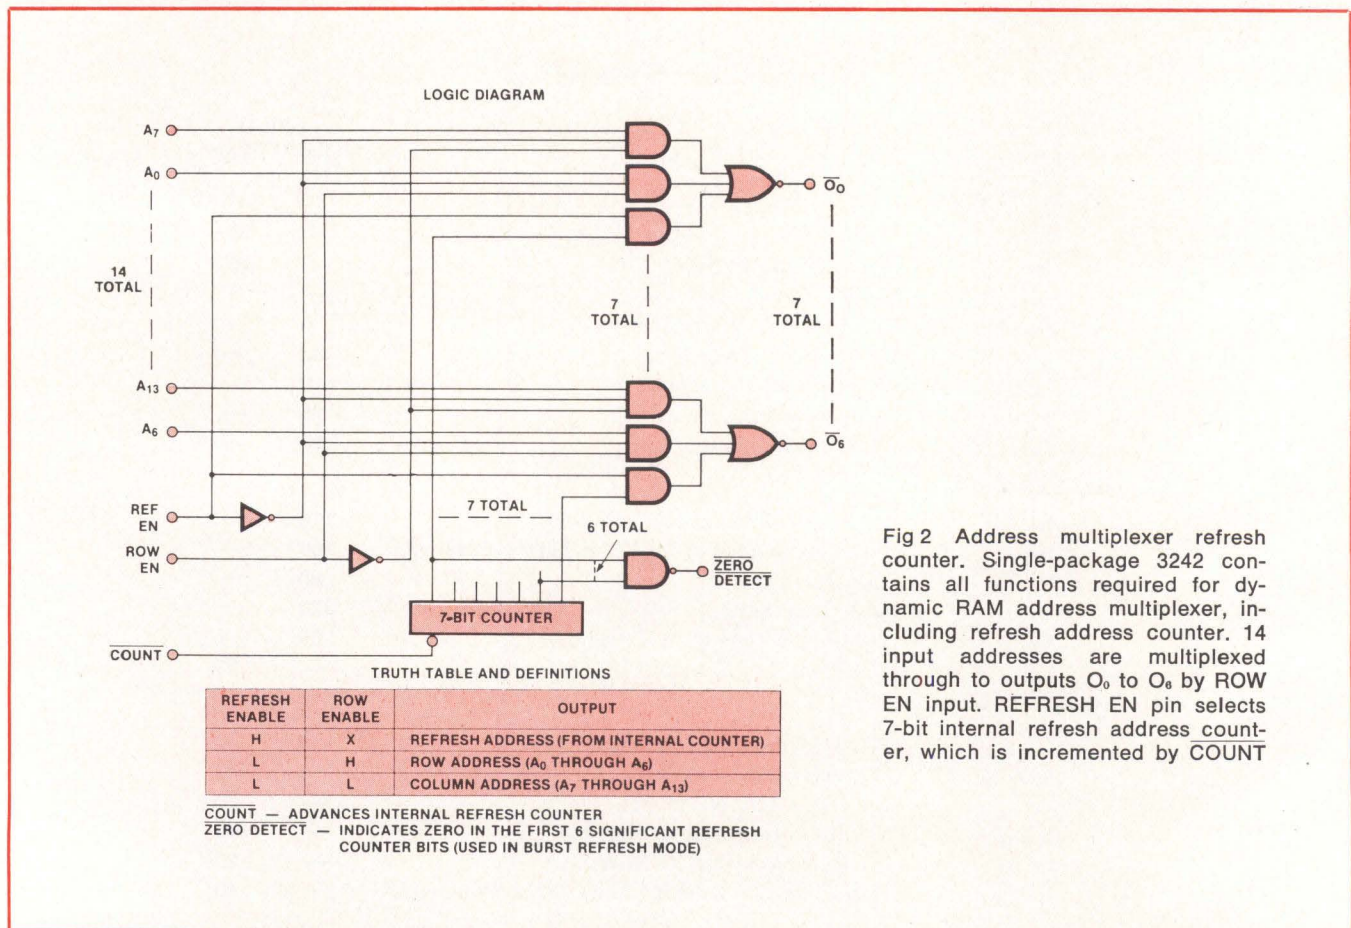 LOGIC DIAGRAM
A7
A0
14
TOTAL
A13
A6
REF
EN
ROW
EN
COUNT
7
TOTAL
7
TOTAL
O0
O6
7 TOTAL
6 TOTAL
ZERO
DETECT
7-BIT COUNTER
TRUTH TABLE AND DEFINITIONS
REFRESH ENABLE ROW ENABLE OUTPUT
H X REFRESH ADDRESS (FROM INTERNAL COUNTER)
L H ROW ADDRESS (A0 THROUGH A6)
L L COLUMN ADDRESS (A7 THROUGH A13)
COUNT — ADVANCES INTERNAL REFRESH COUNTER
ZERO DETECT — INDICATES ZERO IN THE FIRST 6 SIGNIFICANT REFRESH
COUNTER BITS (USED IN BURST REFRESH MODE)
Fig 2 Address multiplexer refresh
counter. Single-package 3242 con-
tains all functions required for dy-
namic RAM address multiplexer, in-
cluding refresh address counter. 14
input addresses are multiplexed
through to outputs O0 to O6 by ROW
EN input. REFRESH EN pin selects
7-bit internal refresh address count-
er, which is incremented by COUNT